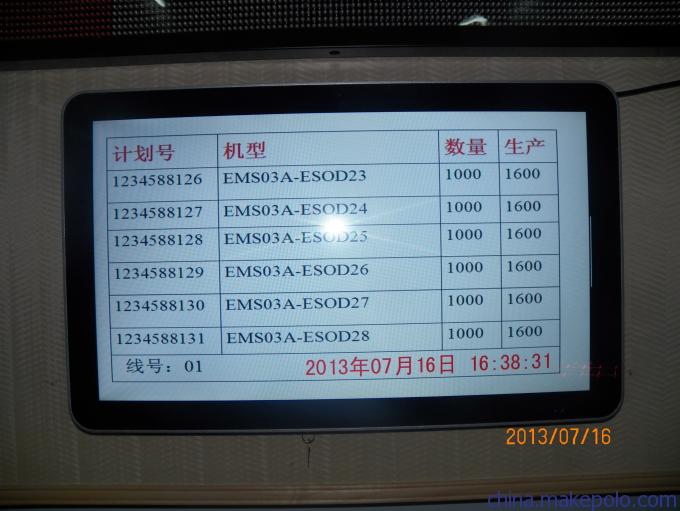 计划号 机型 数量 生产
1234588126 EMS03A-ESOD23 1000 1600
1234588127 EMS03A-ESOD24 1000 1600
1234588128 EMS03A-ESOD25 1000 1600
1234588129 EMS03A-ESOD26 1000 1600
1234588130 EMS03A-ESOD27 1000 1600
1234588131 EMS03A-ESOD28 1000 1600
线号：01 2013年07月16日 16:38:31
2013/07/16
china.makepolo.com